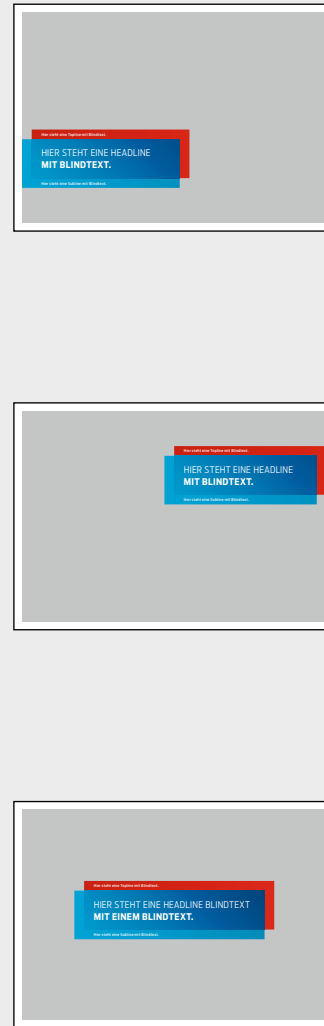 Hier steht eine Topline mit Blindtext.
HIER STEHT EINE HEADLINE
MIT BLINDTEXT.
Hier steht eine Subline mit Blindtext.
Hier steht eine Topline mit Blindtext.
HIER STEHT EINE HEADLINE
MIT BLINDTEXT.
Hier steht eine Subline mit Blindtext.
Hier steht eine Topline mit Blindtext.
HIER STEHT EINE HEADLINE BLINDTEXT
MIT EINEM BLINDTEXT.
Hier steht eine Subline mit Blindtext.